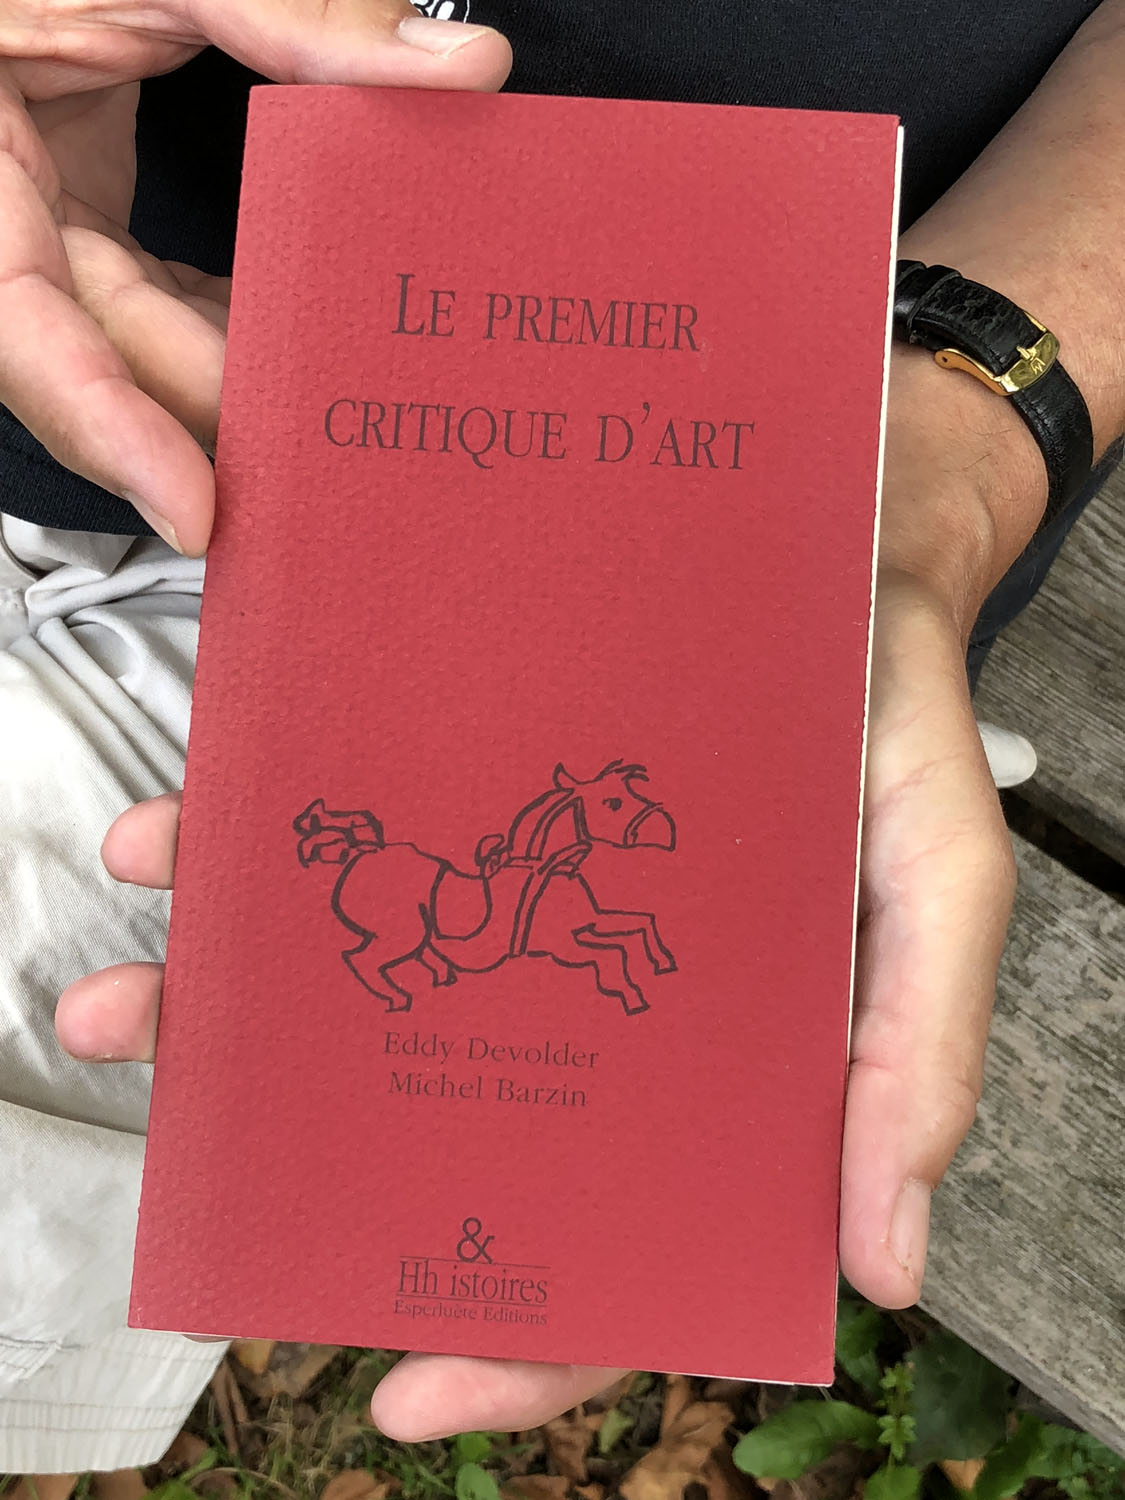 Le premier
critique d'art
Eddy Devolder
Michel Barzin
&
Hh istoires
Esperluète Editions